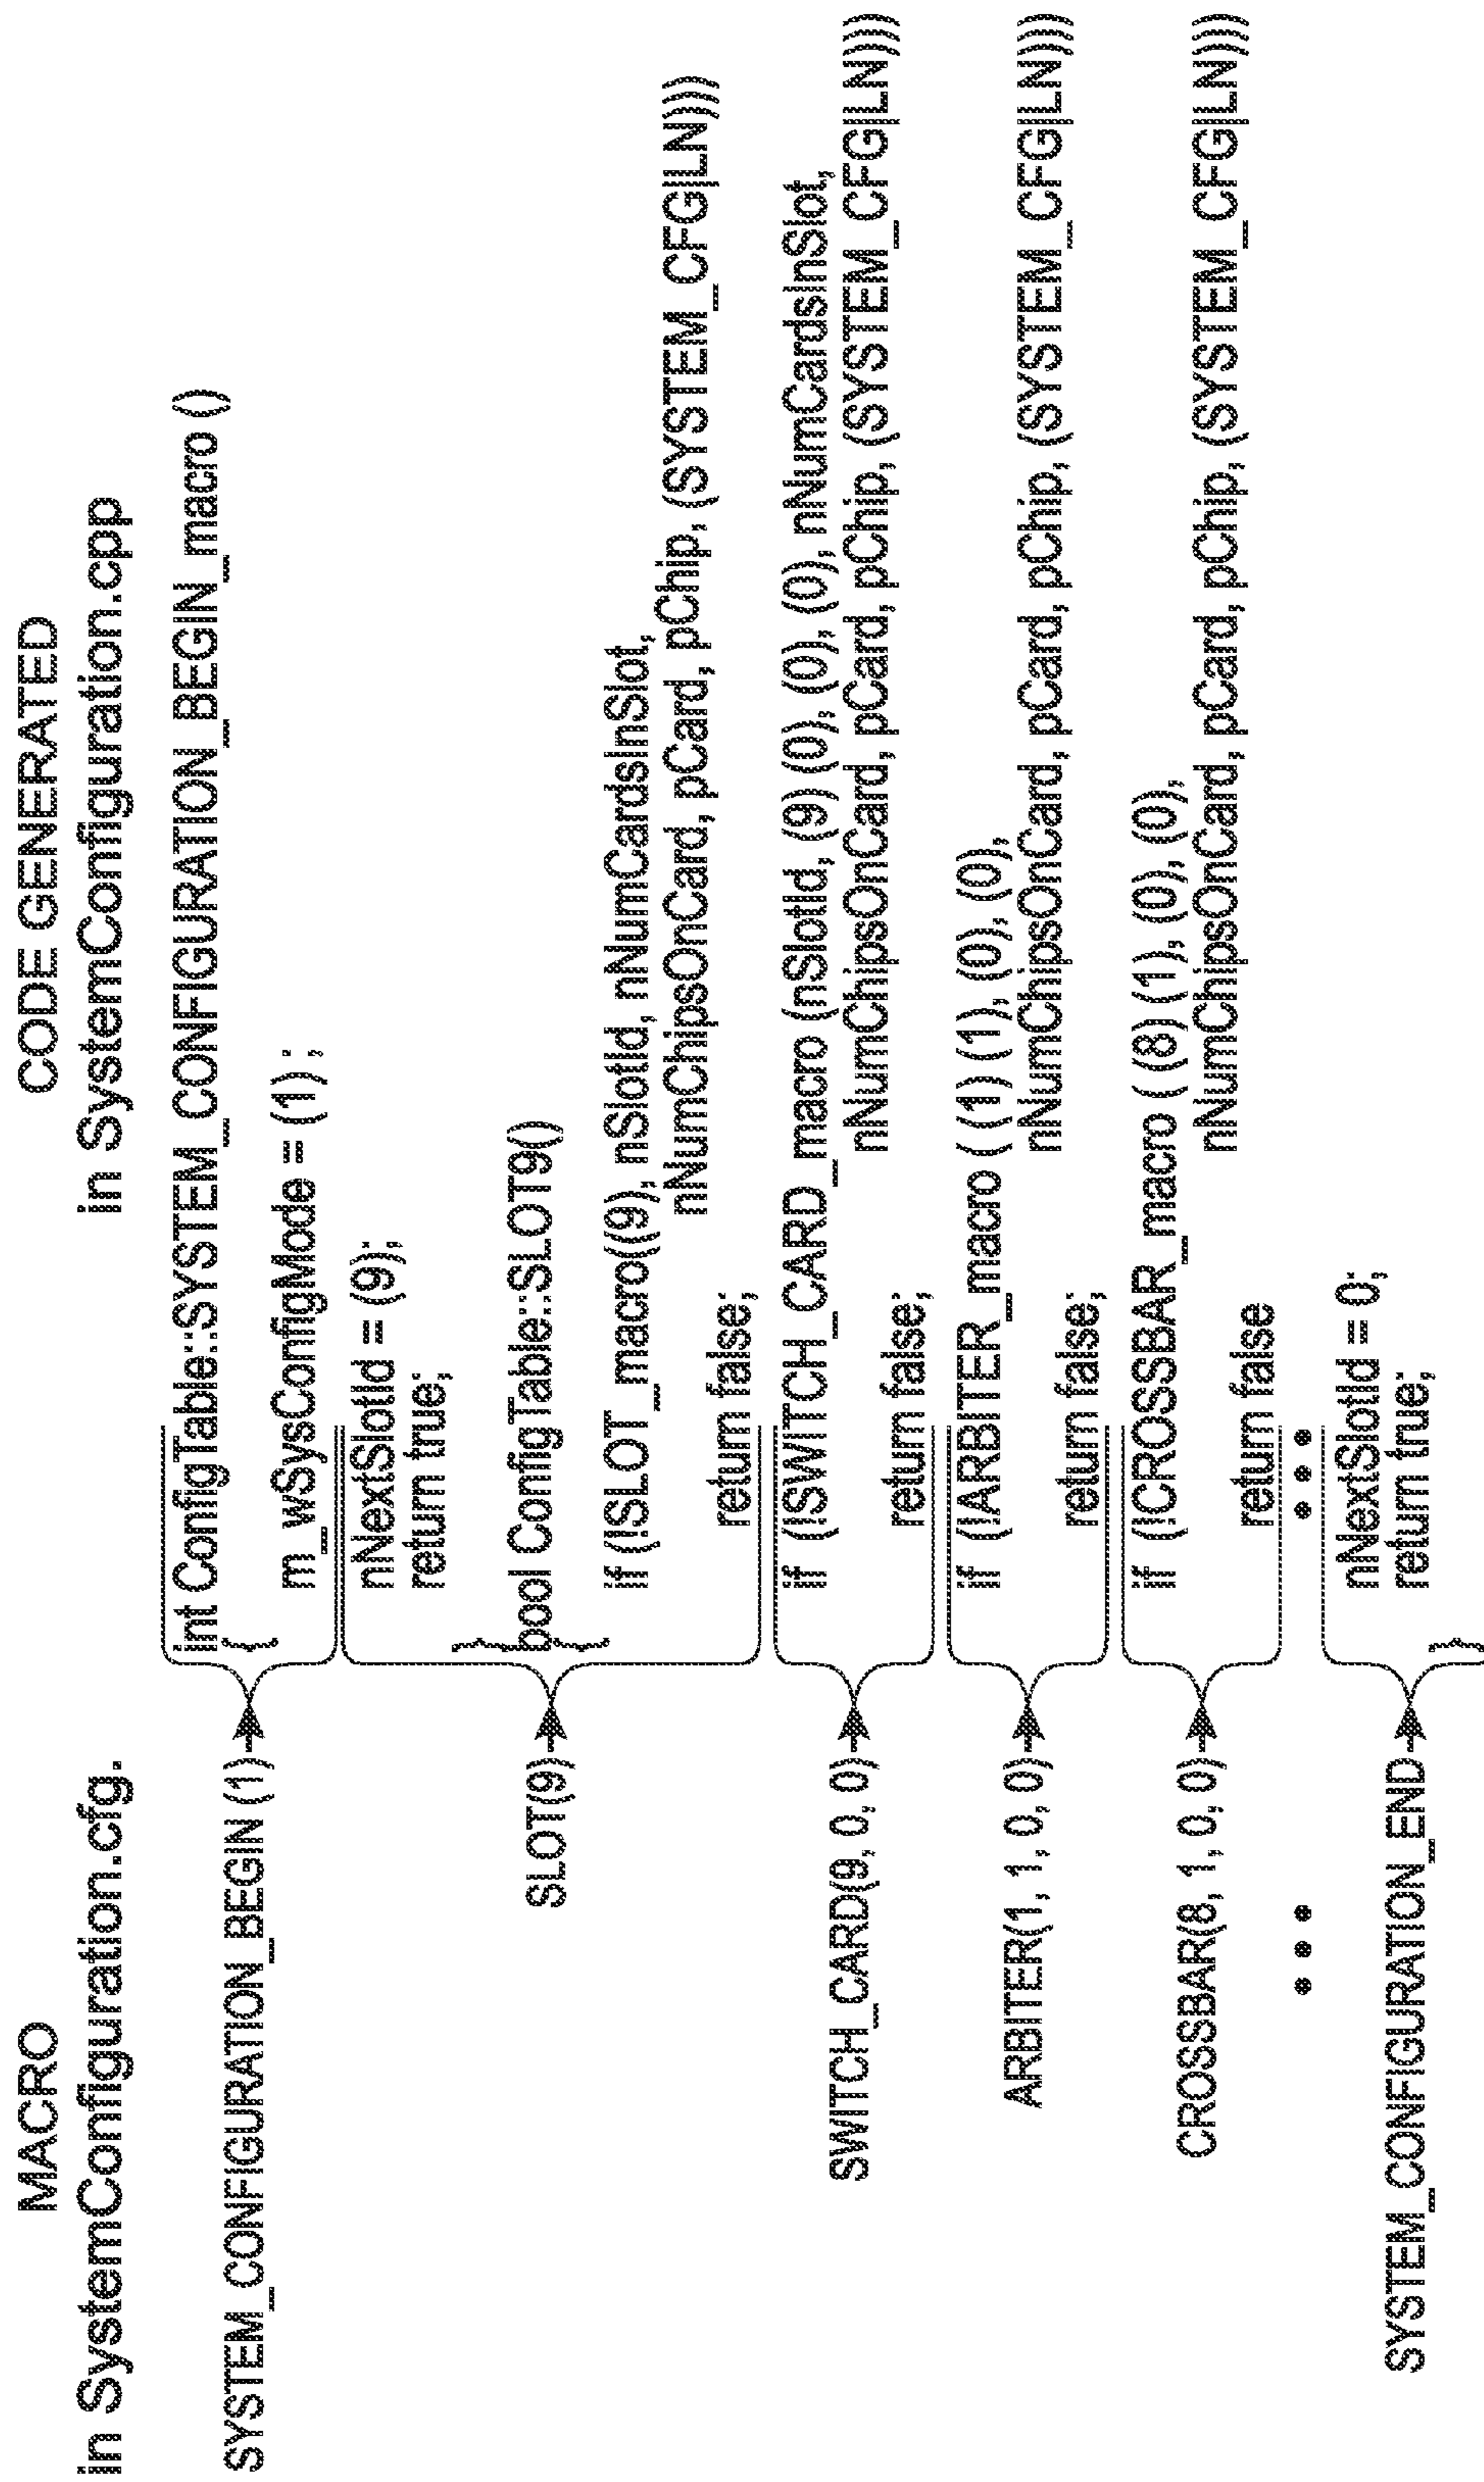 MACRO
in SystemConfiguration.cfg.
CODE GENERATED
in SystemConfiguration.cpp
SYSTEM_CONFIGURATION_BEGIN (1)
int ConfigTable::SYSTEM_CONFIGURATION_BEGIN_macro ()
{
m_wSysConfigMode = (1) ;
SLOT(9)
nNextSlotId = (9);
return true;
}
bool ConfigTable::SLOT9()
{
if (!SLOT_macro((9), nSlotId, nNumCardsInSlot,
nNumChipsOnCard, pCard, pChip, (SYSTEM_CFG|LN)))
return false;
SWITCH_CARD(9, 0, 0)
if (!SWITCH_CARD_macro (nSlotId, (9) (0), (0), (0), nNumCardsInSlot,
nNumChipsOnCard, pCard, pChip, (SYSTEM_CFG|LN)))
return false;
ARBITER(1, 1, 0, 0)
if (!ARBITER_macro ( (1) (1), (0), (0),
nNumChipsOnCard, pCard, pChip, (SYSTEM_CFG|LN)))
return false;
CROSSBAR(8, 1, 0, 0)
if (!CROSSBAR_macro ( (8) (1), (0), (0),
nNumChipsOnCard, pCard, pChip, (SYSTEM_CFG|LN)))
return false
• • •
• • •
SYSTEM_CONFIGURATION_END
nNextSlotId = 0;
return true;
}